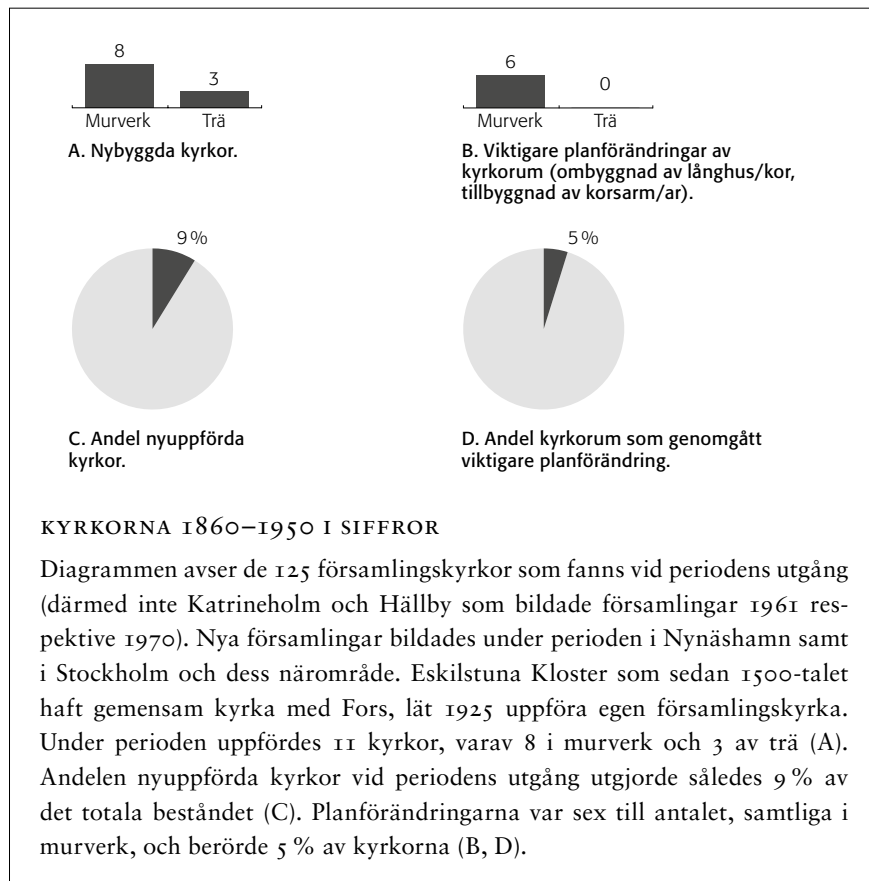 8
3
Murverk Trä
A. Nybyggda kyrkor.
6
0
Murverk Trä
B. Viktigare planförändringar av
kyrkorum (ombyggnad av långhus/kor,
tillbyggnad av korsarm/ar).
9 %
C. Andel nyuppförda
kyrkor.
5 %
D. Andel kyrkorum som genomgått
viktigare planförändring.
KYRKORNA 1860–1950 I SIFFROR
Diagrammen avser de 125 församlingskyrkor som fanns vid periodens utgång
(därmed inte Katrineholm och Hällby som bildade församlingar 1961 res-
pektive 1970). Nya församlingar bildades under perioden i Nynäshamn samt
i Stockholm och dess närområde. Eskilstuna Kloster som sedan 1500-talet
haft gemensam kyrka med Fors, lät 1925 uppföra egen församlingskyrka.
Under perioden uppfördes 11 kyrkor, varav 8 i murverk och 3 av trä (A).
Andelen nyuppförda kyrkor vid periodens utgång utgjorde således 9 % av
det totala beståndet (C). Planförändringarna var sex till antalet, samtliga i
murverk, och berörde 5 % av kyrkorna (B, D).